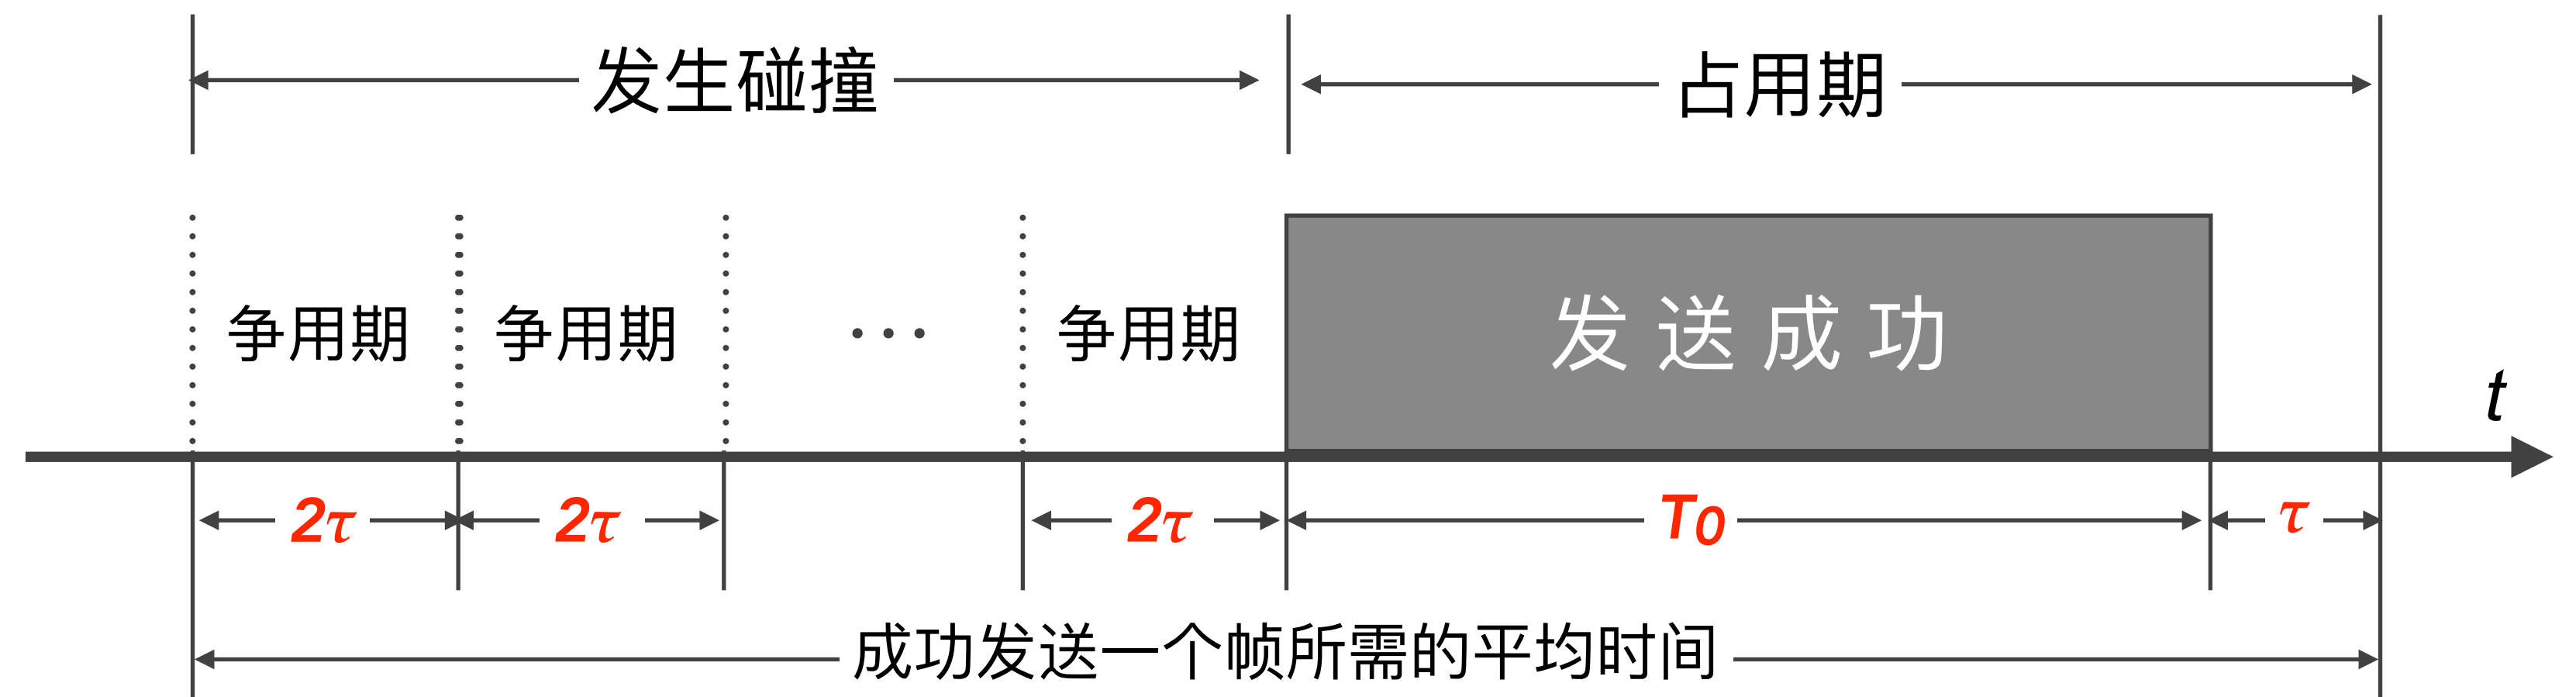 发生碰撞
占用期
争用期 争用期 ··· 争用期 发送成功
t
2τ 2τ 2τ T0 τ
成功发送一个帧所需的平均时间